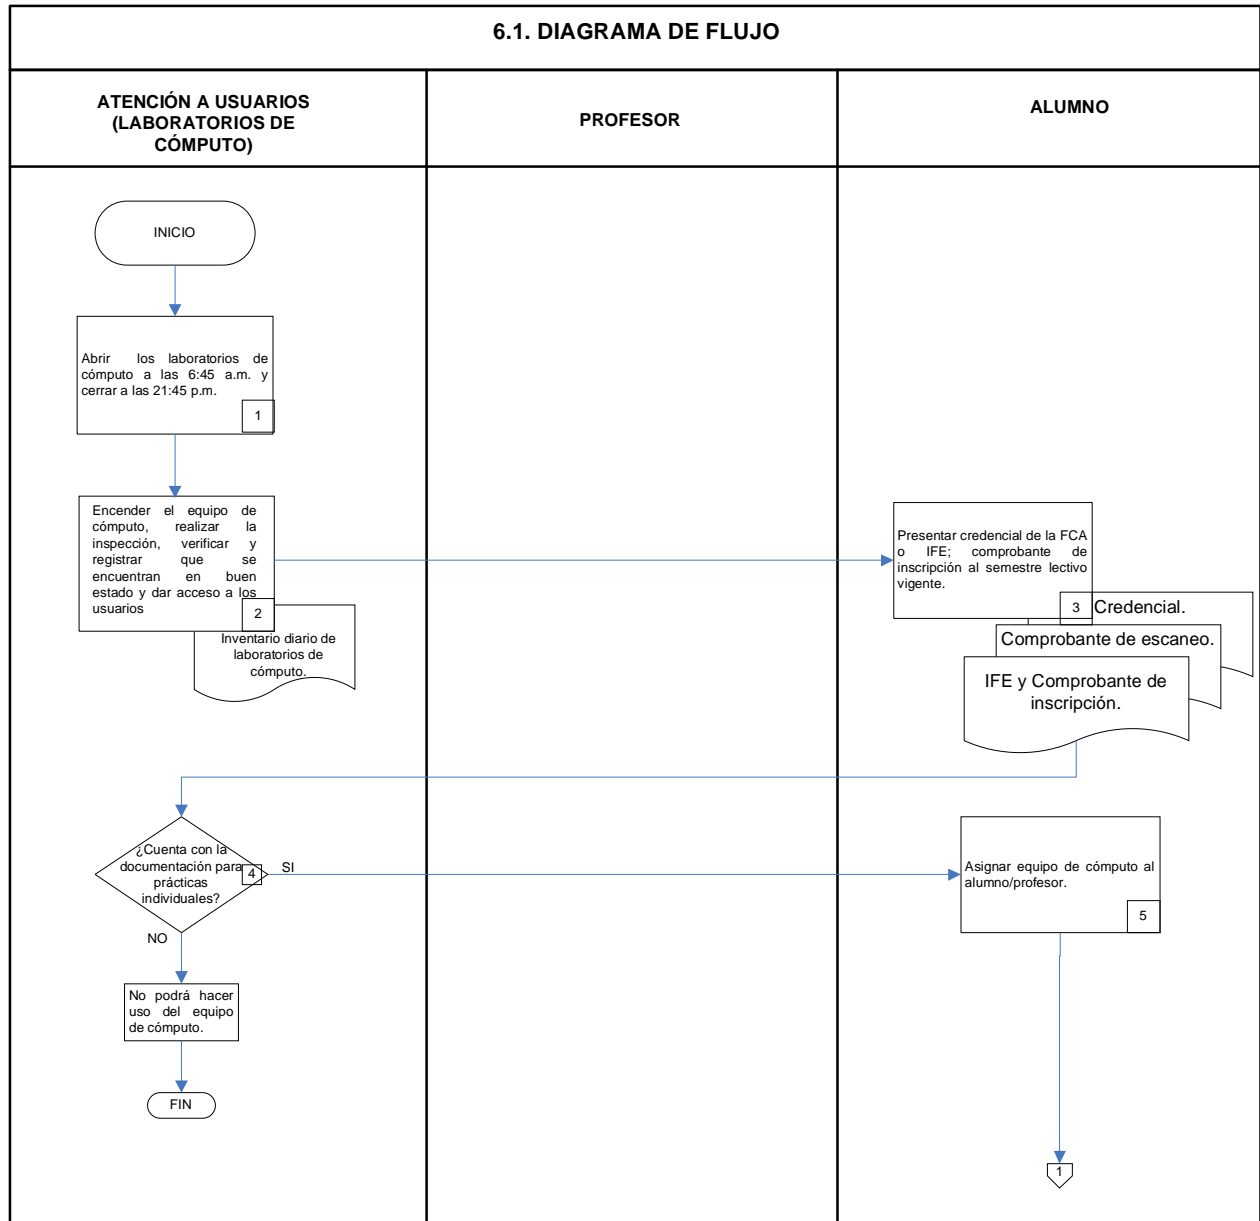 6.1. DIAGRAMA DE FLUJO
ATENCIÓN A USUARIOS
(LABORATORIOS DE
CÓMPUTO)
PROFESOR
ALUMNO
INICIO
Abrir los laboratorios de
cómputo a las 6:45 a.m. y
cerrar a las 21:45 p.m.
1
Encender el equipo de
cómputo, realizar la
inspección, verificar y
registrar que se
encuentran en buen
estado y dar acceso a los
usuarios
2
Inventario diario de
laboratorios de
cómputo.
Presentar credencial de la FCA
o IFE; comprobante de
inscripción al semestre lectivo
vigente.
3
Credencial.
Comprobante de escaneo.
IFE y Comprobante de
inscripción.
¿Cuenta con la
documentación para
prácticas
individuales?
4
SI
NO
Asignar equipo de cómputo al
alumno/profesor.
5
No podrá hacer
uso del equipo
de cómputo.
FIN
1